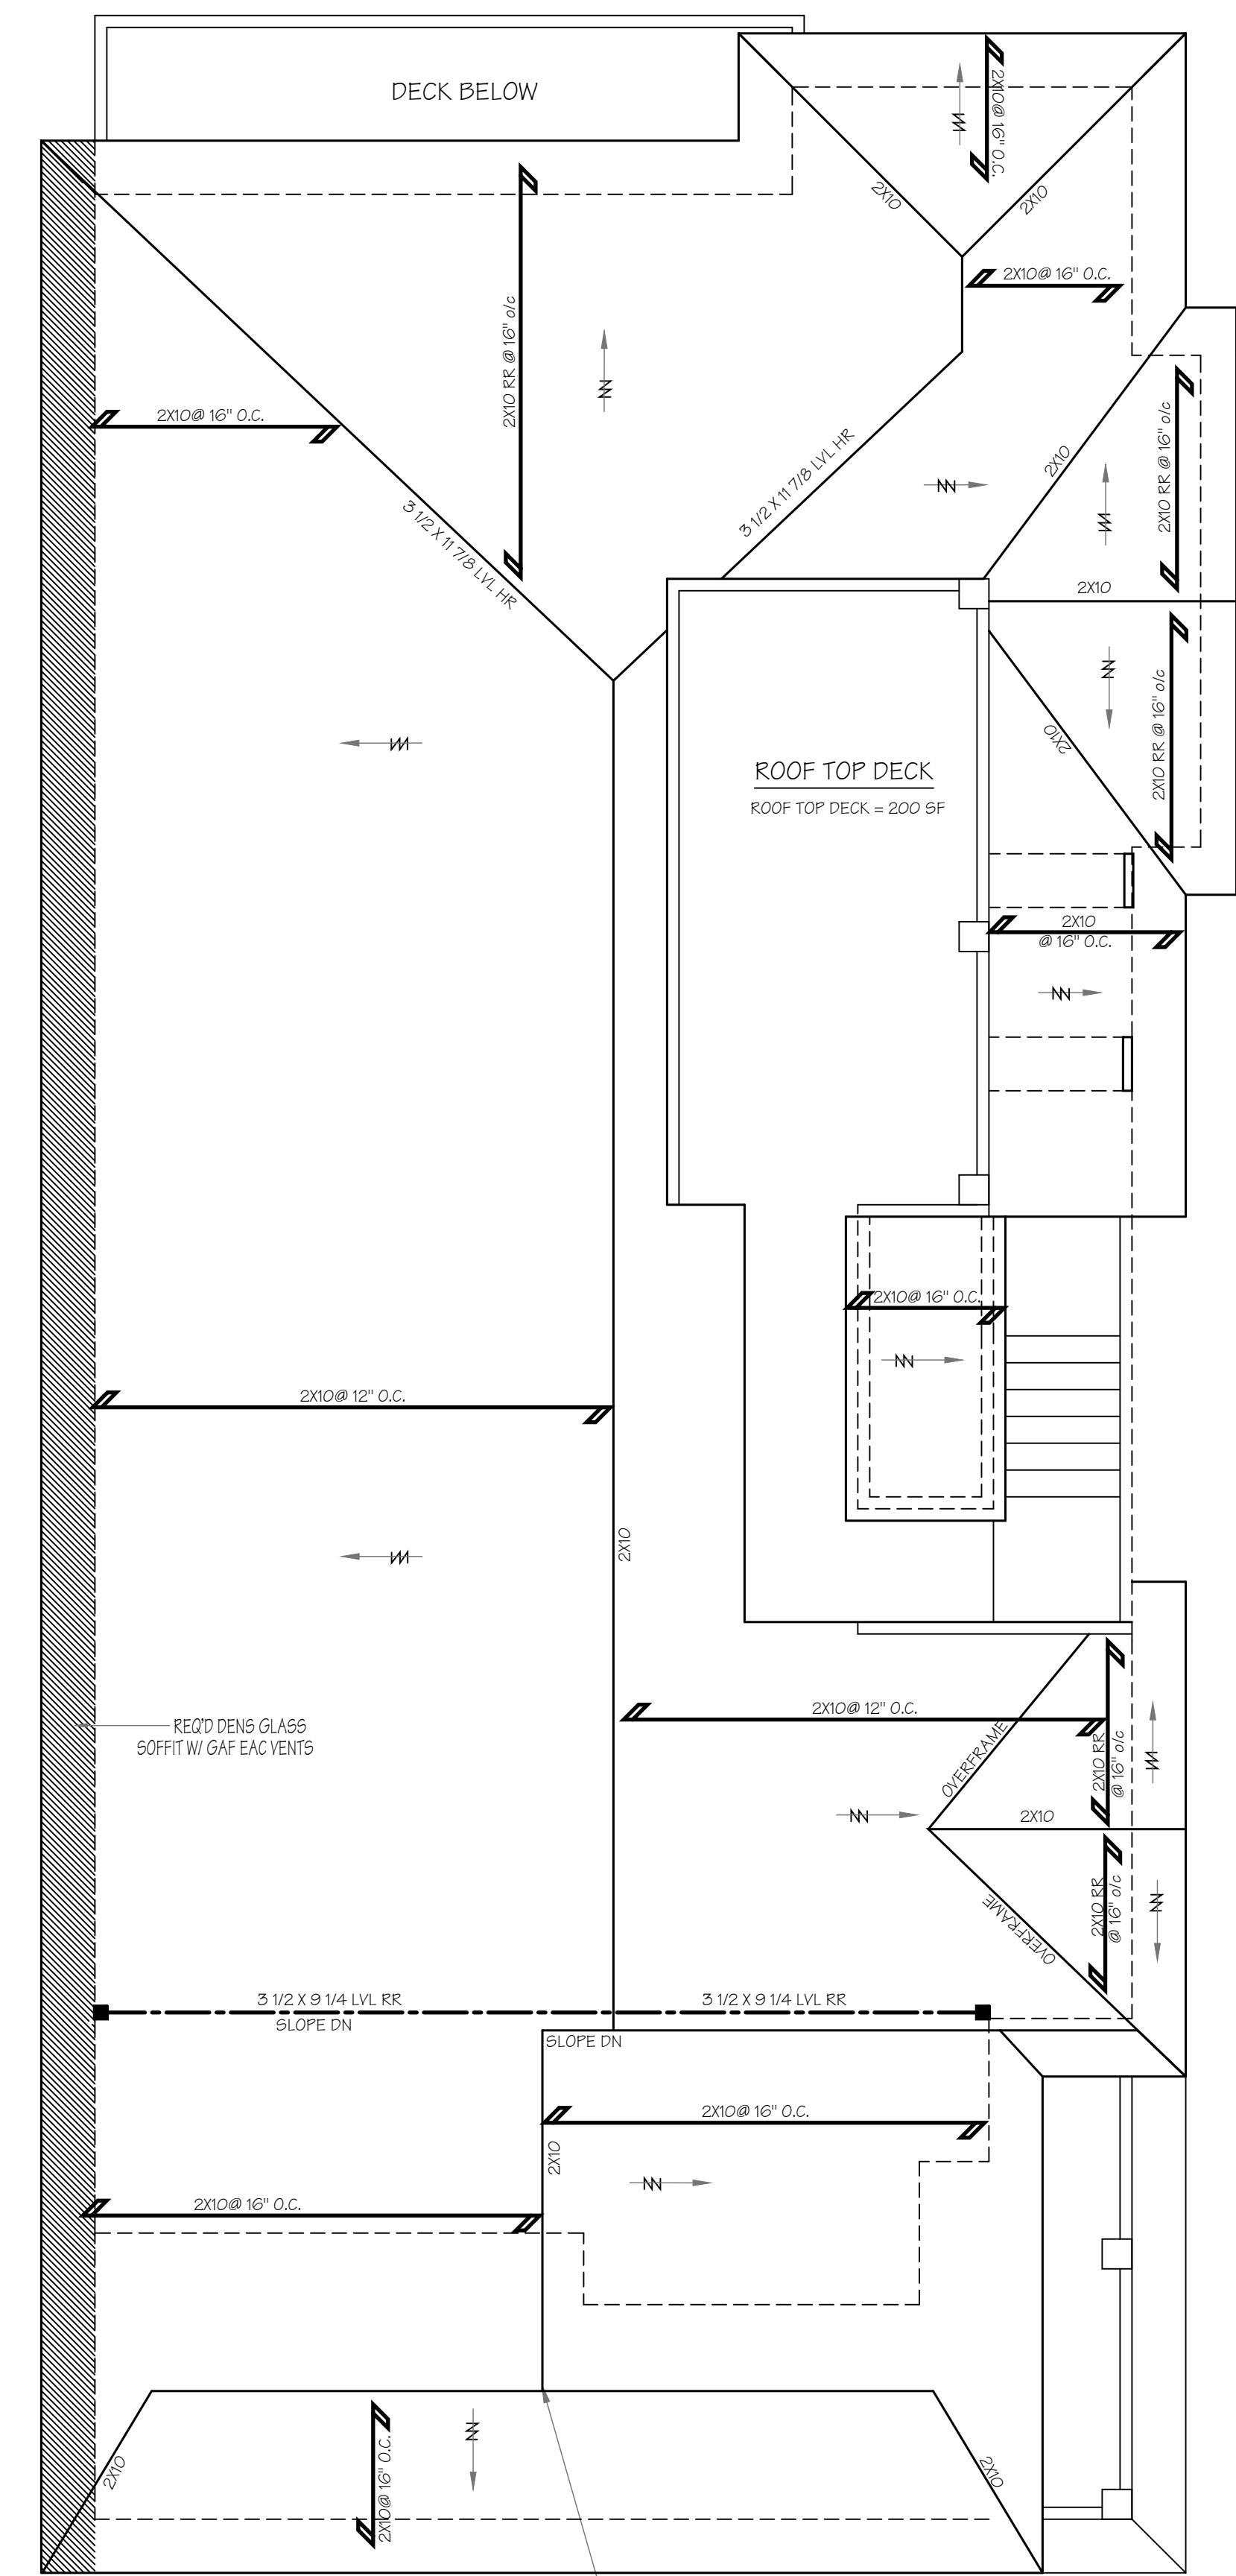 DECK BELOW
2X10@ 16" O.C.
2X10
2X10
2X10@ 16" O.C.
2X10 RR @ 16" o/c
2X10@ 16" O.C.
3 1/2 X 11 7/8 LVL HR
3 1/2 X 11 7/8 LVL HR
2X10
2X10 RR @ 16" o/c
2X10
2X10 RR @ 16" o/c
2X10
ROOF TOP DECK
ROOF TOP DECK = 200 SF
2X10
@ 16" O.C.
2X10@ 16" O.C.
2X10@ 12" O.C.
2X10
REQ'D DENS GLASS
SOFFIT W/ GAF EAC VENTS
2X10@ 12" O.C.
OVERFRAME
2X10 RR
@ 16" o/c
2X10
OVERFRAME
2X10 RR
@ 16" o/c
3 1/2 X 9 1/4 LVL RR
SLOPE DN
3 1/2 X 9 1/4 LVL RR
SLOPE DN
2X10@ 16" O.C.
2X10
2X10@ 16" O.C.
2X10
2X10@ 16" O.C.
2X10